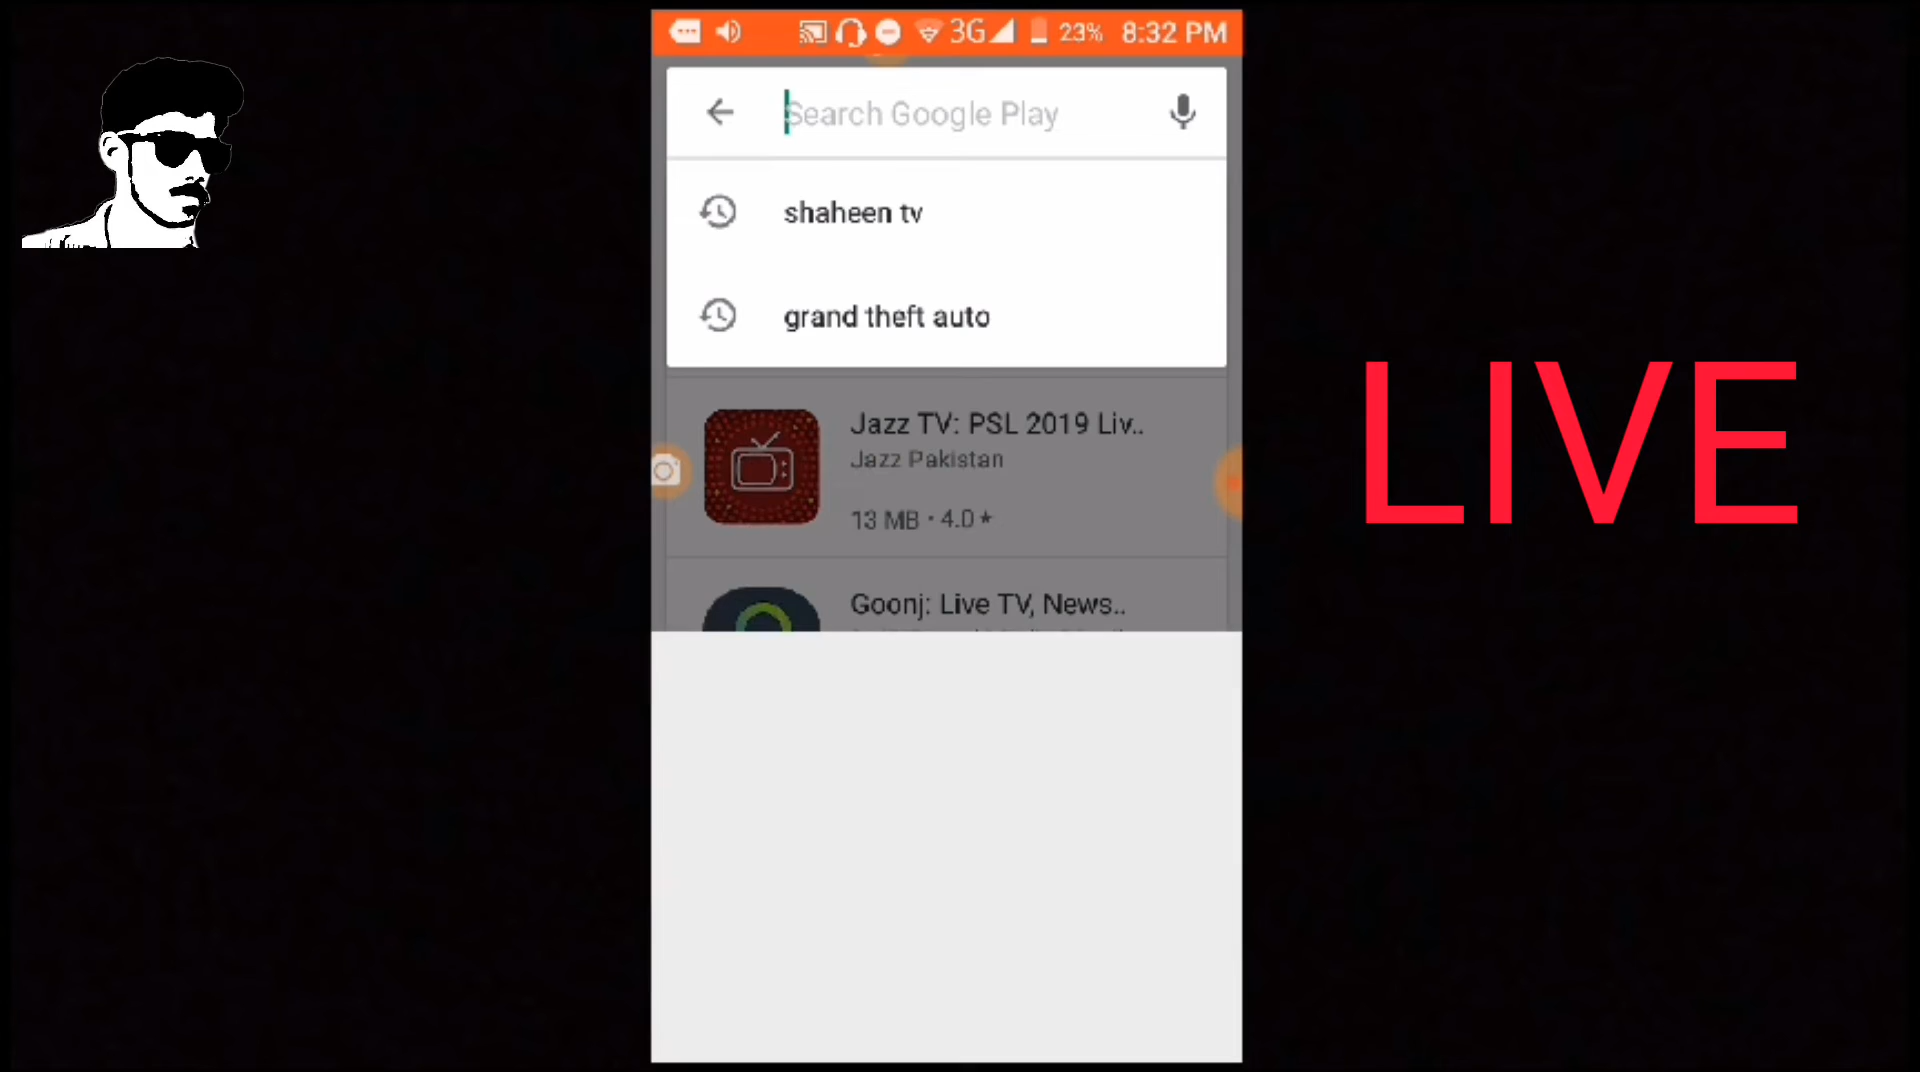 3G 23% 8:32 PM
Search Google Play
shaheen tv
grand theft auto
Jazz TV: PSL 2019 Liv..
Jazz Pakistan
13 MB · 4.0 ★
Goonj: Live TV, News..
LIVE